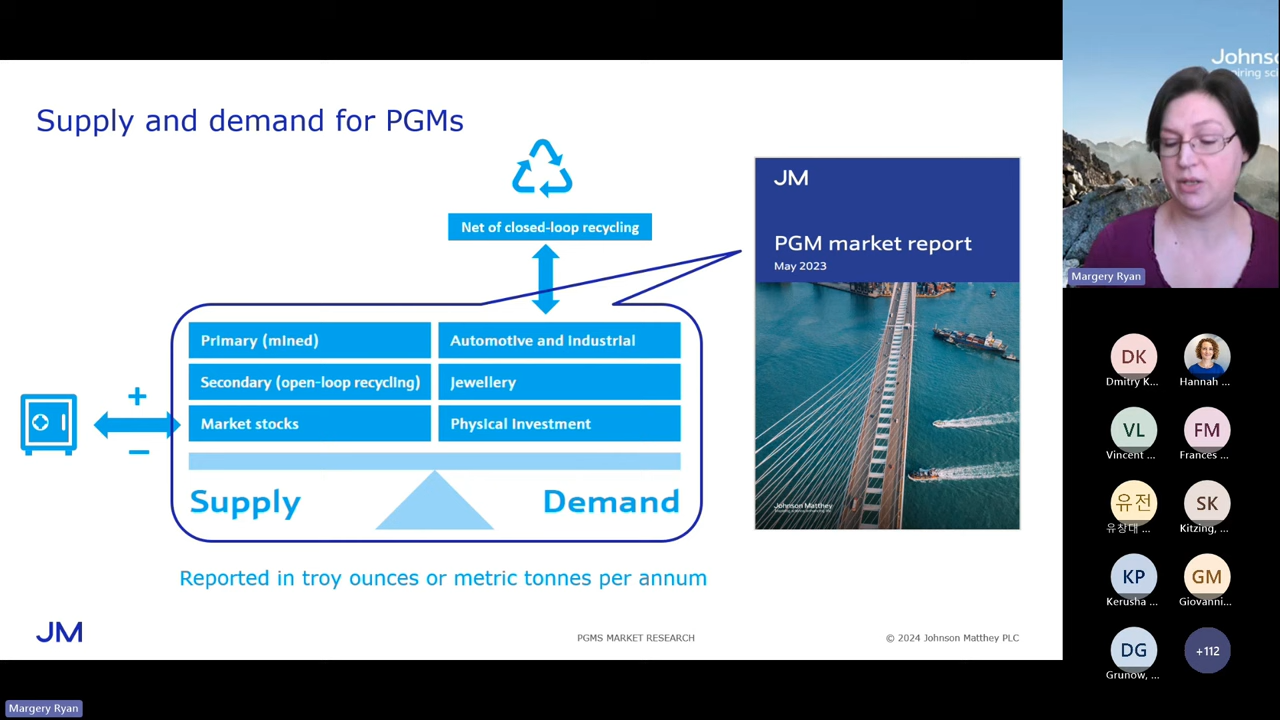 Supply and demand for PGMs
Net of closed-loop recycling
Primary (mined)
Automotive and industrial
Secondary (open-loop recycling)
Jewellery
Market stocks
Physical investment
+
−
Supply
Demand
Reported in troy ounces or metric tonnes per annum
JM
PGM market report
May 2023
Johnson Matthey
JM
PGMS MARKET RESEARCH
© 2024 Johnson Matthey PLC
Margery Ryan
Margery Ryan
DK
Dmitry K...
Hannah ...
VL
Vincent ...
FM
Frances ...
유전
유창대 ...
SK
Kitzing, ...
KP
Kerusha ...
GM
Giovanni...
DG
Grunow, ...
+112